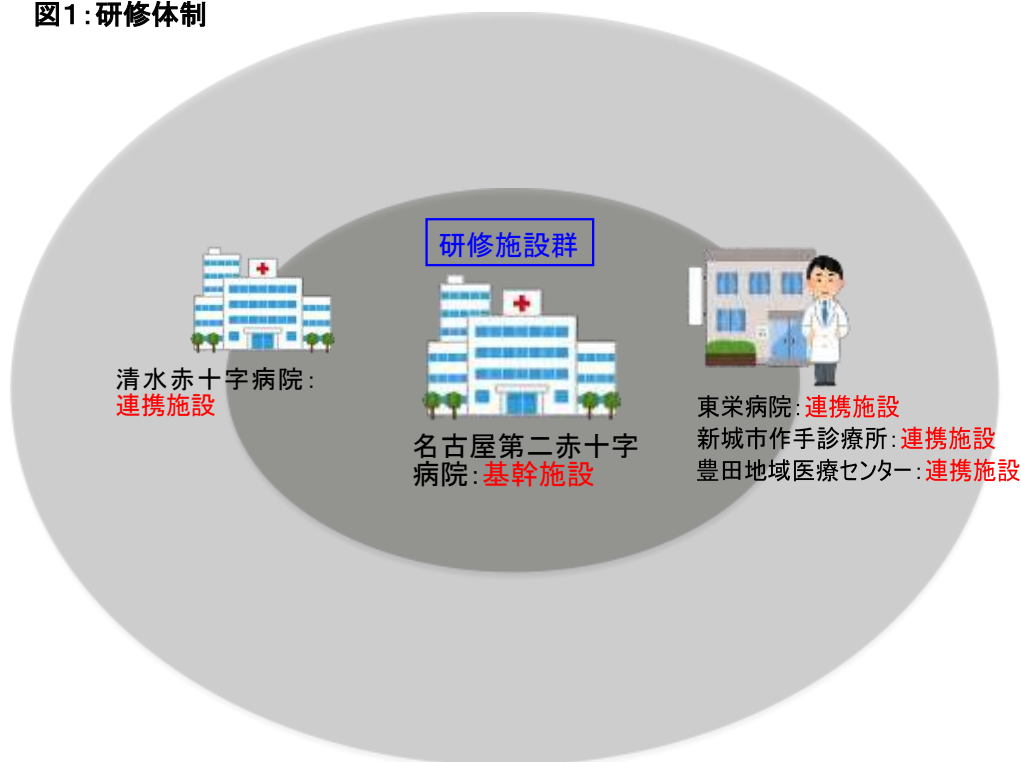 図1:研修体制
研修施設群
清水赤十字病院:
連携施設
名古屋第二赤十字
病院:基幹施設
東栄病院:連携施設
新城市作手診療所:連携施設
豊田地域医療センター:連携施設